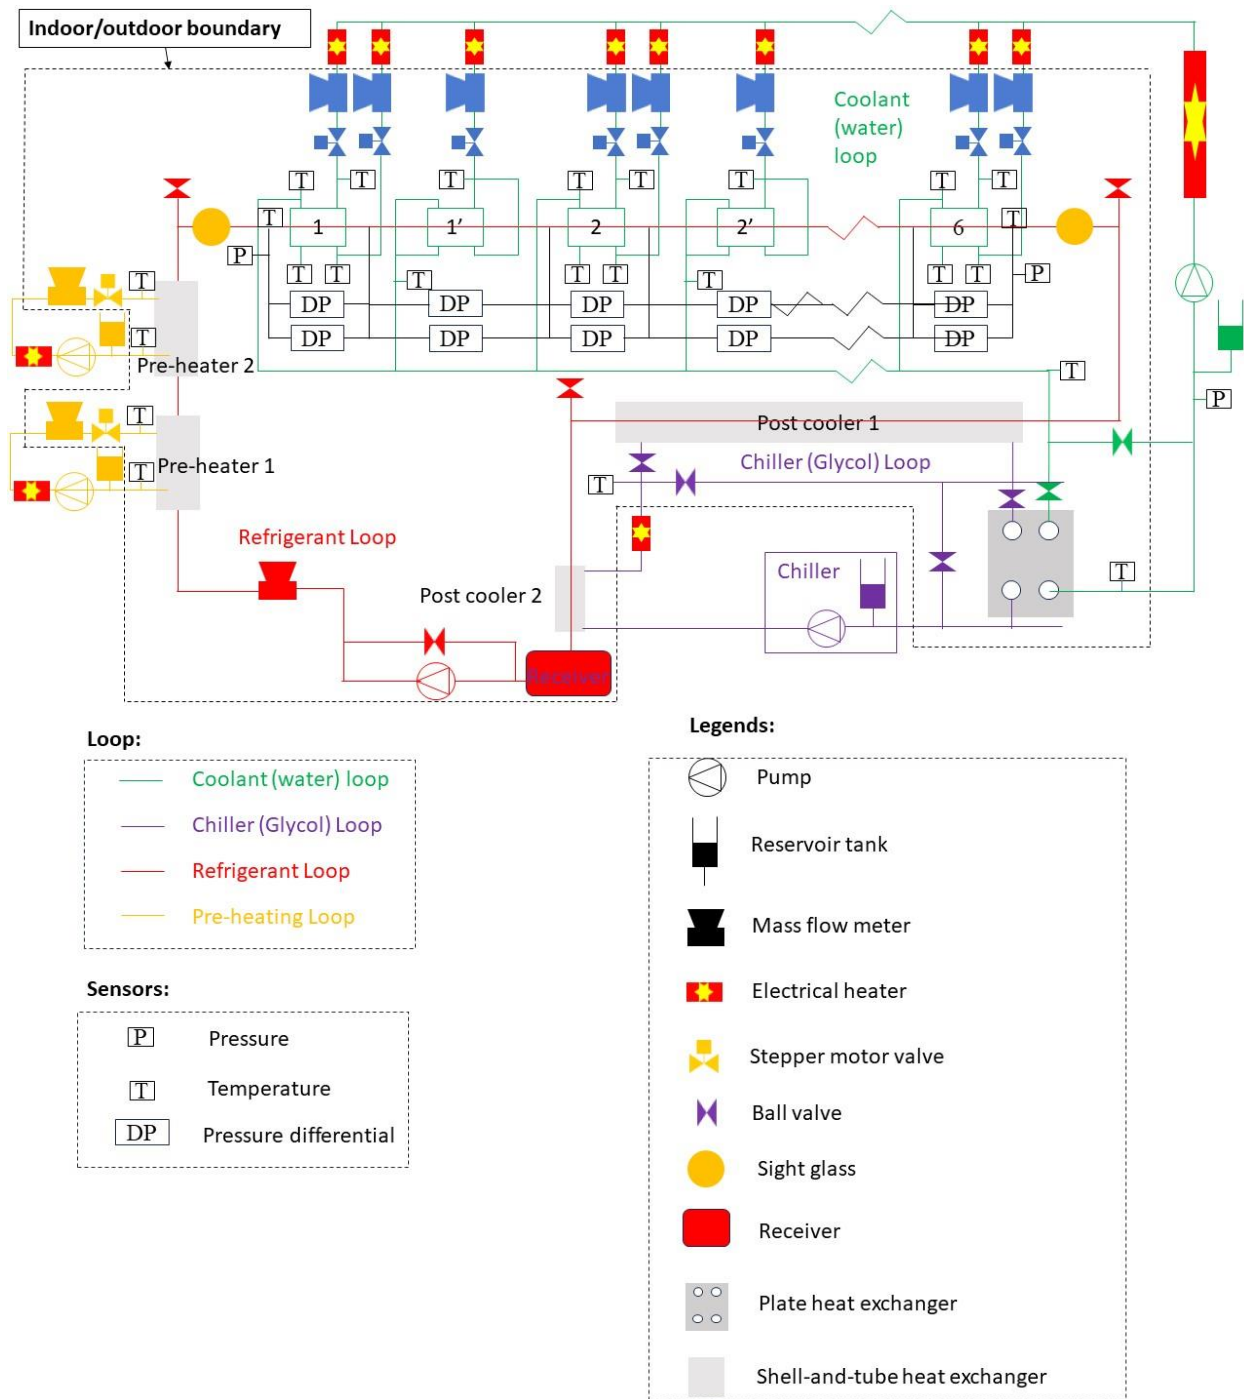 Indoor/outdoor boundary
Coolant
(water)
loop
T T T T T T T T
T T
1 1’ 2 2’ 6
P P
T T T T T T T T
DP DP DP DP DP
DP DP DP DP DP
T
T
Pre-heater 2
T
P
T
Post cooler 1
Pre-heater 1
Chiller (Glycol) Loop
T
T
Refrigerant Loop
Chiller
T
Post cooler 2
Receiver
Legends:
Loop:
Coolant (water) loop
Chiller (Glycol) Loop
Refrigerant Loop
Pre-heating Loop
Sensors:
P Pressure
T Temperature
DP Pressure differential
Pump
Reservoir tank
Mass flow meter
Electrical heater
Stepper motor valve
Ball valve
Sight glass
Receiver
Plate heat exchanger
Shell-and-tube heat exchanger